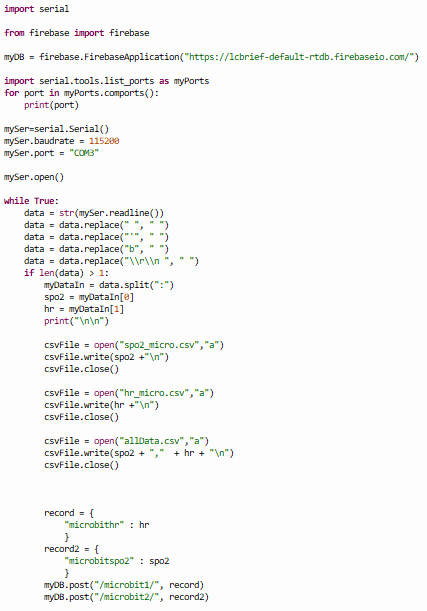 import serial
from firebase import firebase
myDB = firebase.FirebaseApplication("https://lcbrief-default-rtdb.firebaseio.com/")
import serial.tools.list_ports as myPorts
for port in myPorts.comports():
    print(port)
mySer=serial.Serial()
mySer.baudrate = 115200
mySer.port = "COM3"
mySer.open()
while True:
    data = str(mySer.readline())
    data = data.replace(" ", " ")
    data = data.replace("'", " ")
    data = data.replace("b", " ")
    data = data.replace("\\r\\n ", " ")
    if len(data) > 1:
        myDataIn = data.split(":")
        spo2 = myDataIn[0]
        hr = myDataIn[1]
        print("\n\n")
        csvFile = open("spo2_micro.csv","a")
        csvFile.write(spo2 +"\n")
        csvFile.close()
        csvFile = open("hr_micro.csv","a")
        csvFile.write(hr +"\n")
        csvFile.close()
        csvFile = open("allData.csv","a")
        csvFile.write(spo2 + ","  + hr + "\n")
        csvFile.close()
        record = {
            "microbithr" : hr
            }
        record2 = {
            "microbitspo2" : spo2
            }
        myDB.post("/microbit1/", record)
        myDB.post("/microbit2/", record2)